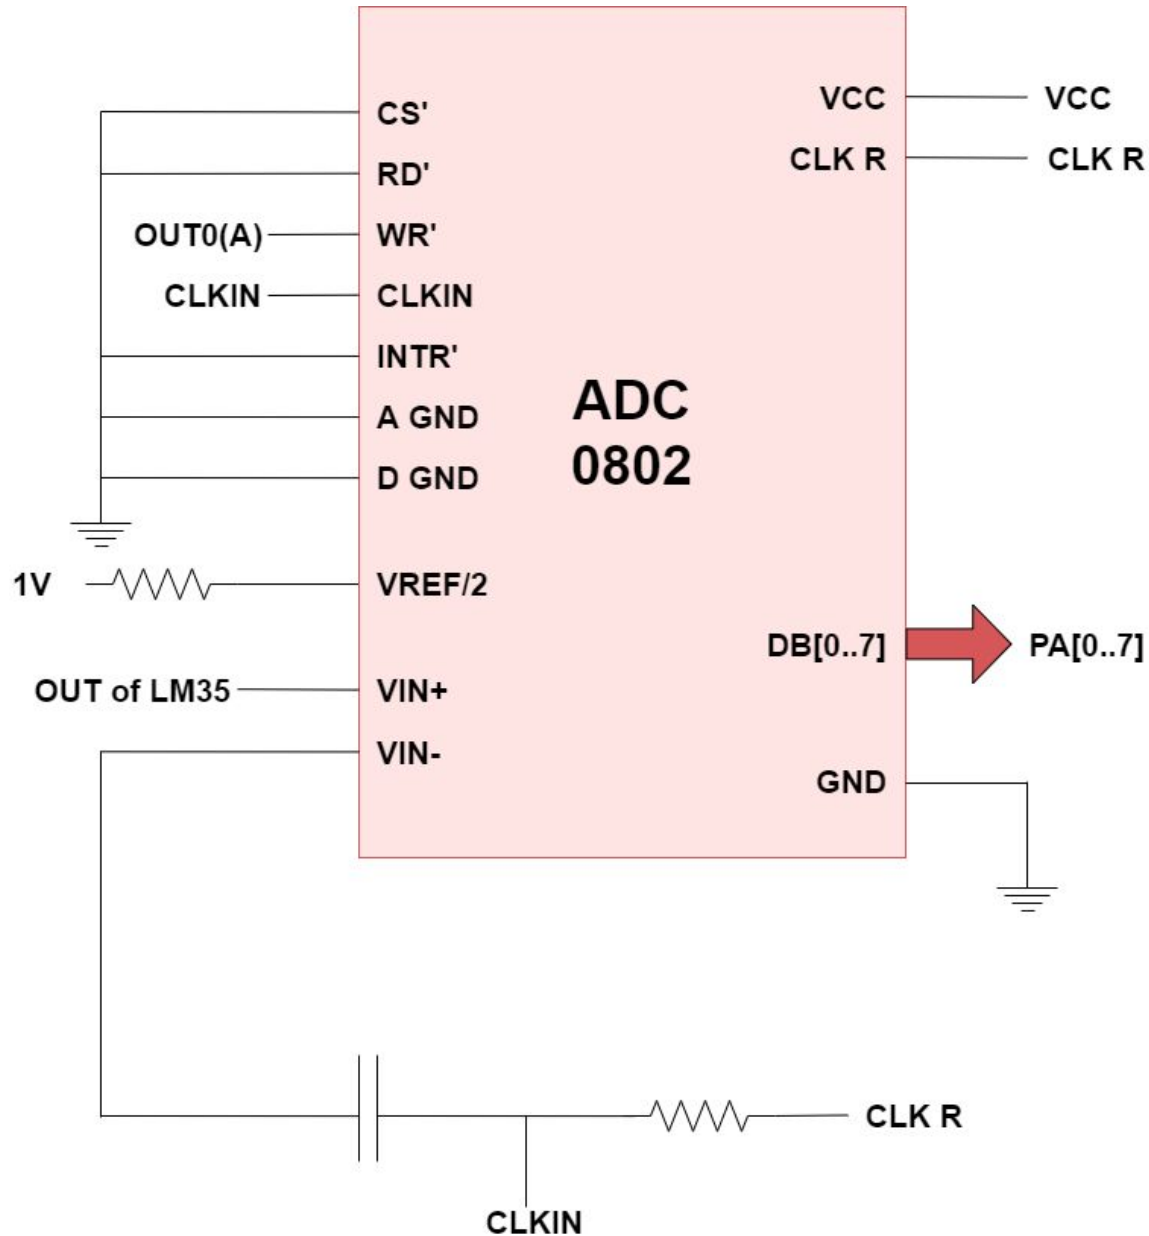 CS'
VCC
VCC
RD'
CLK R
CLK R
OUT0(A)
WR'
CLKIN
CLKIN
INTR'
ADC
0802
A GND
D GND
1V
VREF/2
DB[0..7]
PA[0..7]
OUT of LM35
VIN+
VIN-
GND
CLK R
CLKIN